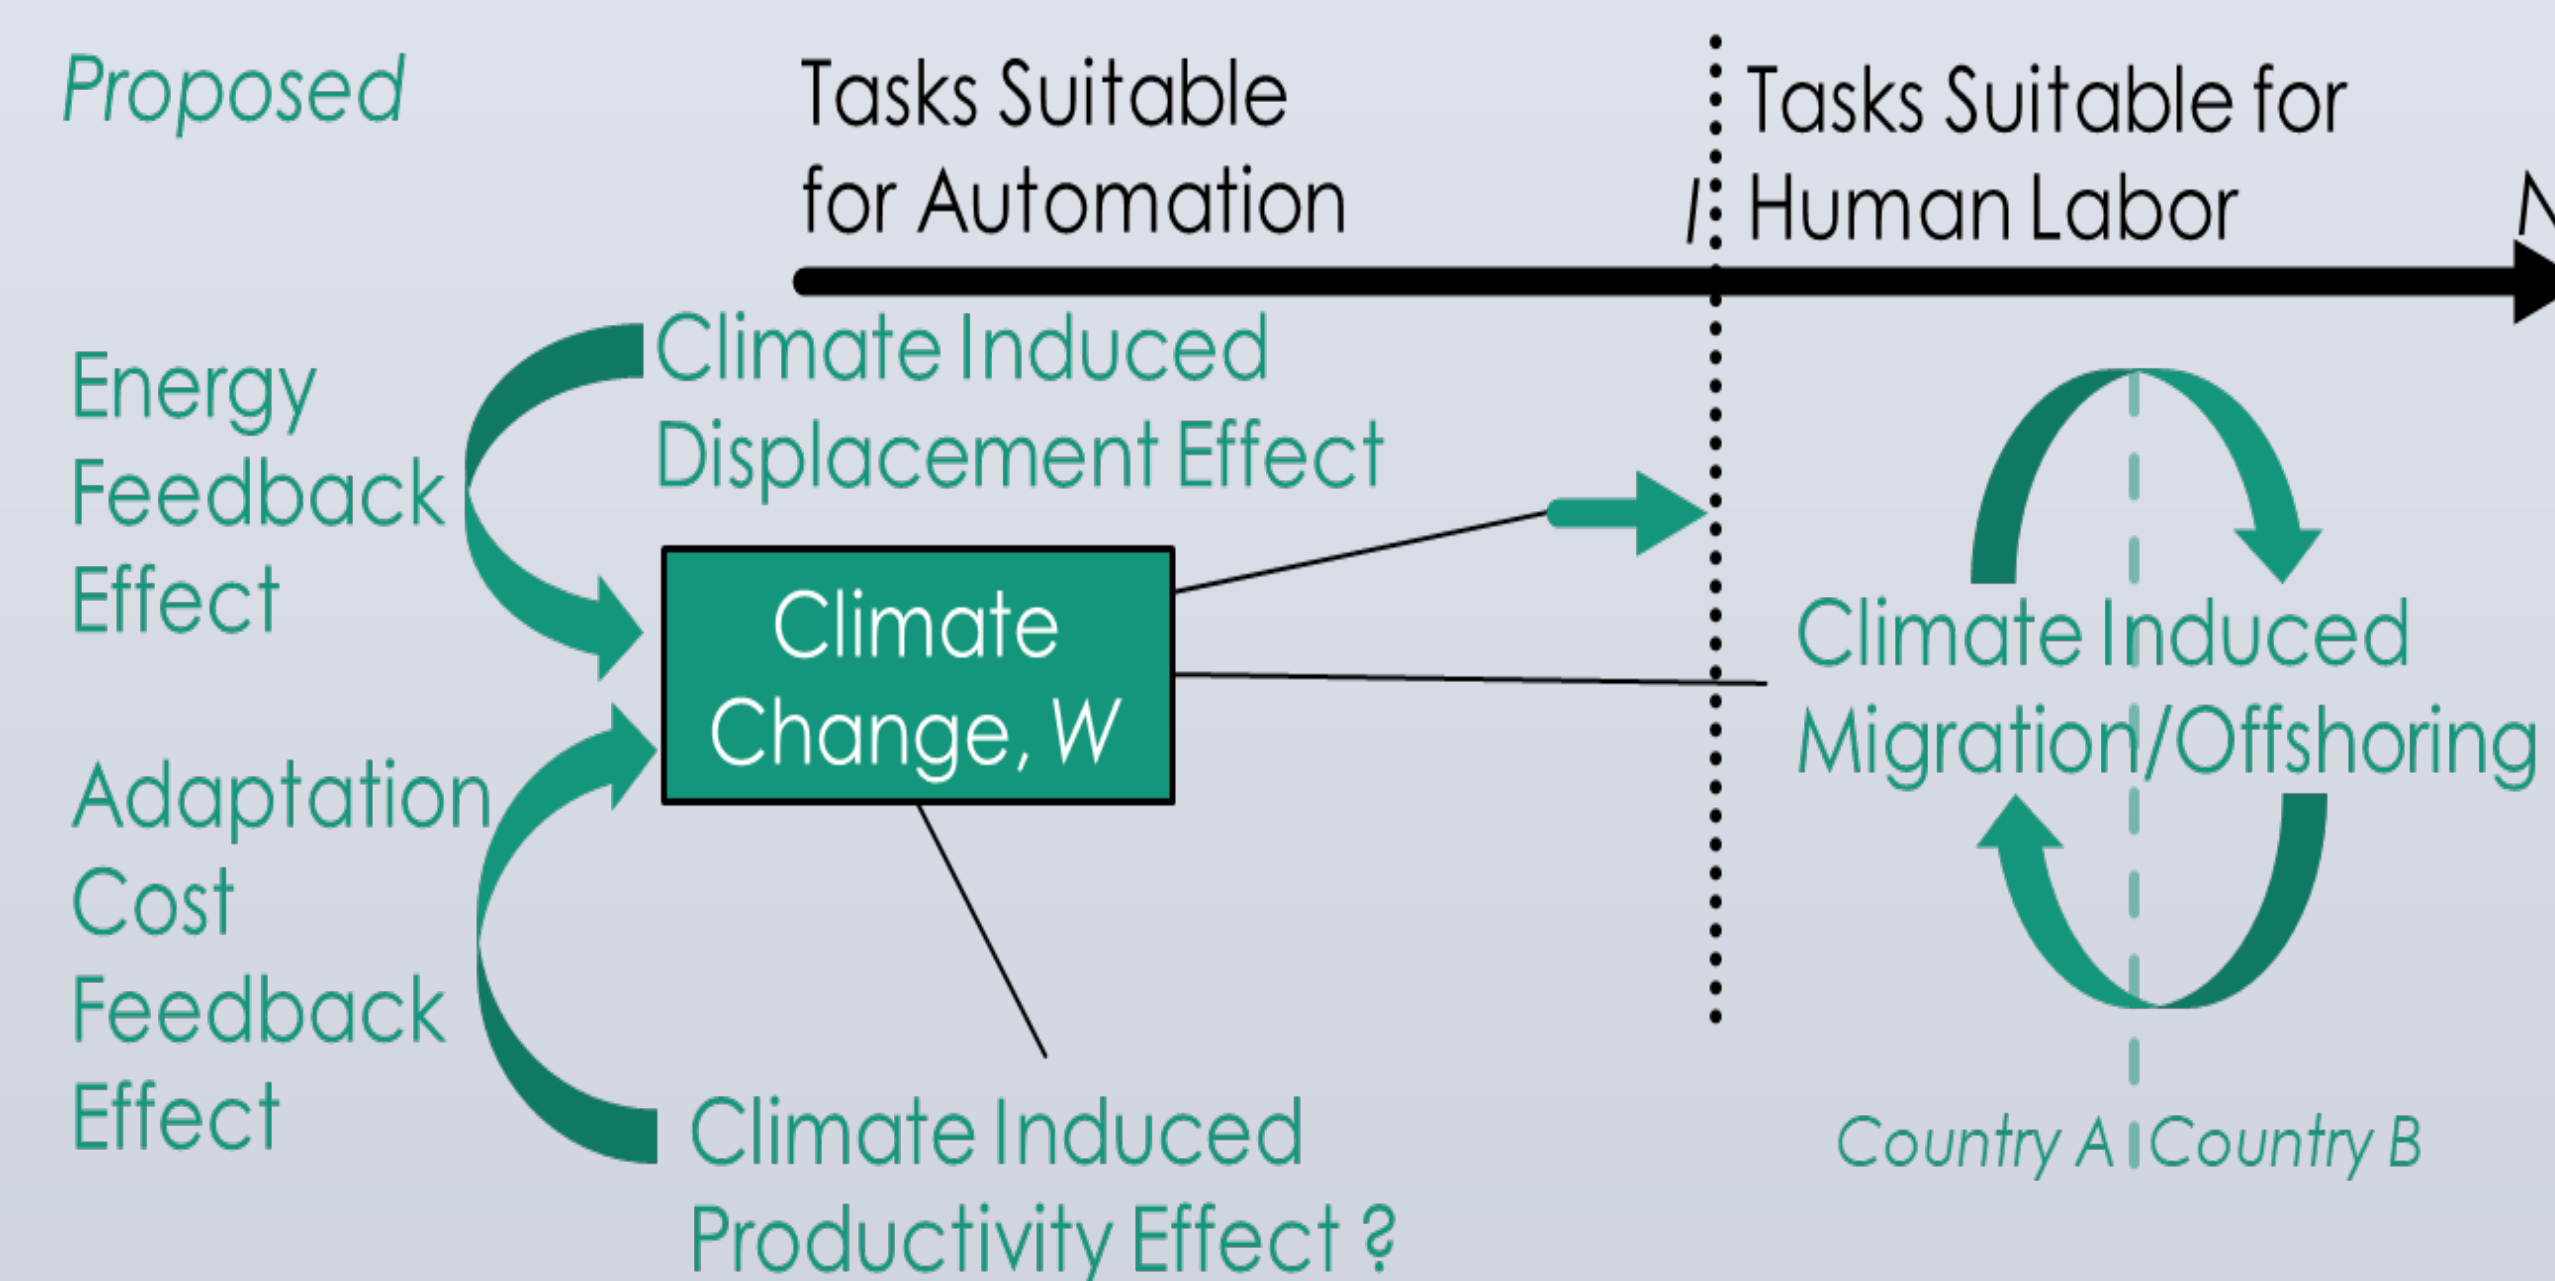 Proposed
Tasks Suitable
for Automation
I
Tasks Suitable for
Human Labor
N
Energy
Feedback
Effect
Climate Induced
Displacement Effect
Climate
Change, W
Climate Induced
Migration/Offshoring
Adaptation
Cost
Feedback
Effect
Climate Induced
Productivity Effect ?
Country A
Country B